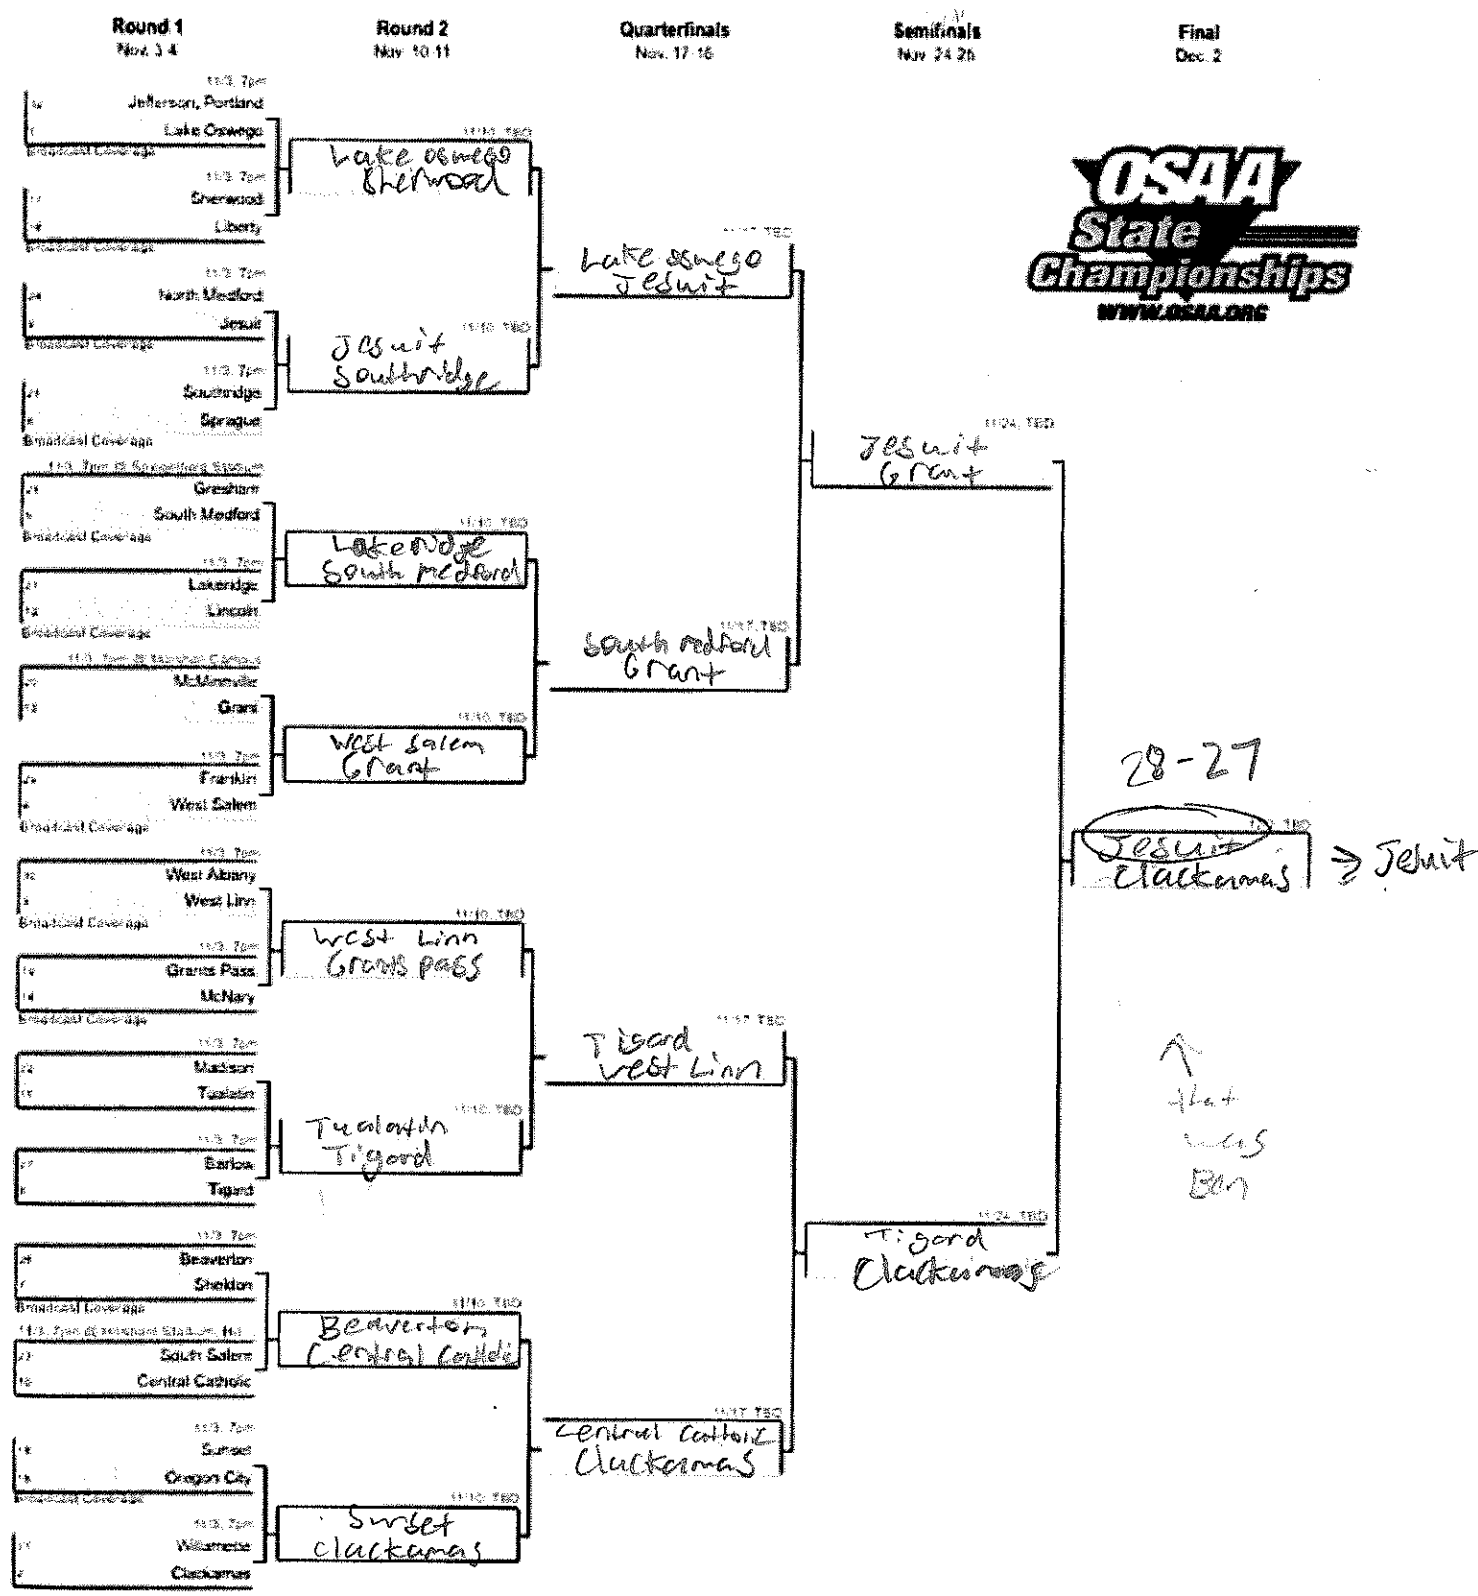 Round 1
Round 2
Quarterfinals
Semifinals
Final
Nov. 3-4
Nov. 10-11
Nov. 17-18
Nov. 24-25
Dec. 2
OSAA
State
Championships
WWW.OSAA.ORG
11/3, 7pm
Jefferson, Portland
Lake Oswego
Broadcast Coverage
11/3, 7pm
Sherwood
Liberty
Broadcast Coverage
11/3, 7pm
North Medford
Jesuit
Broadcast Coverage
11/3, 7pm
Southridge
Sprague
Broadcast Coverage
Gresham
South Medford
Broadcast Coverage
11/3, 7pm
Lakeridge
Lincoln
Broadcast Coverage
McMinnville
Grant
11/3, 7pm
Franklin
West Salem
Broadcast Coverage
11/3, 7pm
West Albany
West Linn
Broadcast Coverage
11/3, 7pm
Grants Pass
McNary
Broadcast Coverage
11/3, 7pm
Madison
Tualatin
11/3, 7pm
Barlow
Tigard
11/3, 7pm
Beaverton
Sheldon
Broadcast Coverage
South Salem
Central Catholic
11/3, 7pm
Sunset
Oregon City
Broadcast Coverage
11/3, 7pm
Willamette
Clackamas
11/10, TBD
Lake oswego
Sherwood
11/10, TBD
Jesuit
Southridge
11/10, TBD
Lakeridge
South medford
11/10, TBD
West Salem
Grant
11/10, TBD
West Linn
Grants pass
11/10, TBD
Tualatin
Tigard
11/10, TBD
Beaverton
Central
11/10, TBD
Sunset
Clackamas
11/17, TBD
Lake oswego
Jesuit
11/17, TBD
South medford
Grant
11/17, TBD
Tigard
West Linn
11/17, TBD
Central Catholic
Clackamas
11/24, TBD
Jesuit
Grant
11/24, TBD
Tigard
Clackamas
28-27
Jesuit
Clackamas
Jesuit
that
was
Ben